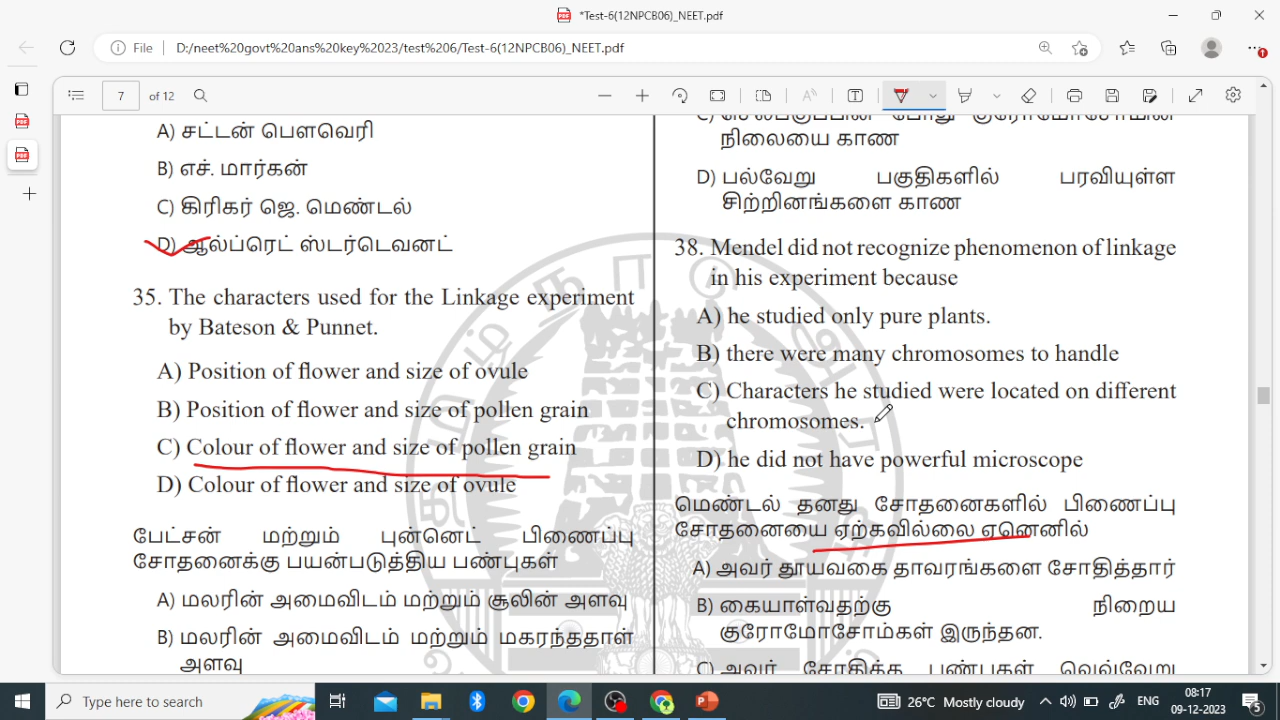 *Test-6(12NPCB06)_NEET.pdf
File
D:/neet%20govt%20ans%20key%2023/test%206/Test-6(12NPCB06)_NEET.pdf
7 of 12
A) சட்டன் பௌவெரி
B) எச். மார்கன்
C) கிரிகர் ஜெ. மெண்டல்
D) ஆல்ப்ரெட் ஸ்டர்டெவனட்
35. The characters used for the Linkage experiment
by Bateson & Punnet.
A) Position of flower and size of ovule
B) Position of flower and size of pollen grain
C) Colour of flower and size of pollen grain
D) Colour of flower and size of ovule
பேட்சன் மற்றும் புன்னெட் பிணைப்பு
சோதனைக்கு பயன்படுத்திய பண்புகள்
A) மலரின் அமைவிடம் மற்றும் சூலின் அளவு
B) மலரின் அமைவிடம் மற்றும் மகரந்ததாள்
அளவு
நிலையை காண
D) பல்வேறு பகுதிகளில் பரவியுள்ள
சிற்றினங்களை காண
38. Mendel did not recognize phenomenon of linkage
in his experiment because
A) he studied only pure plants.
B) there were many chromosomes to handle
C) Characters he studied were located on different
chromosomes.
D) he did not have powerful microscope
மெண்டல் தனது சோதனைகளில் பிணைப்பு
சோதனையை ஏற்கவில்லை ஏனெனில்
A) அவர் தூயவகை தாவரங்களை சோதித்தார்
B) கையாள்வதற்கு நிறைய
குரோமோசோம்கள் இருந்தன.
C) அவர் சோதிக்க பண்புகள் வெவ்வேறு
Type here to search
26°C Mostly cloudy
ENG
08:17
09-12-2023
5